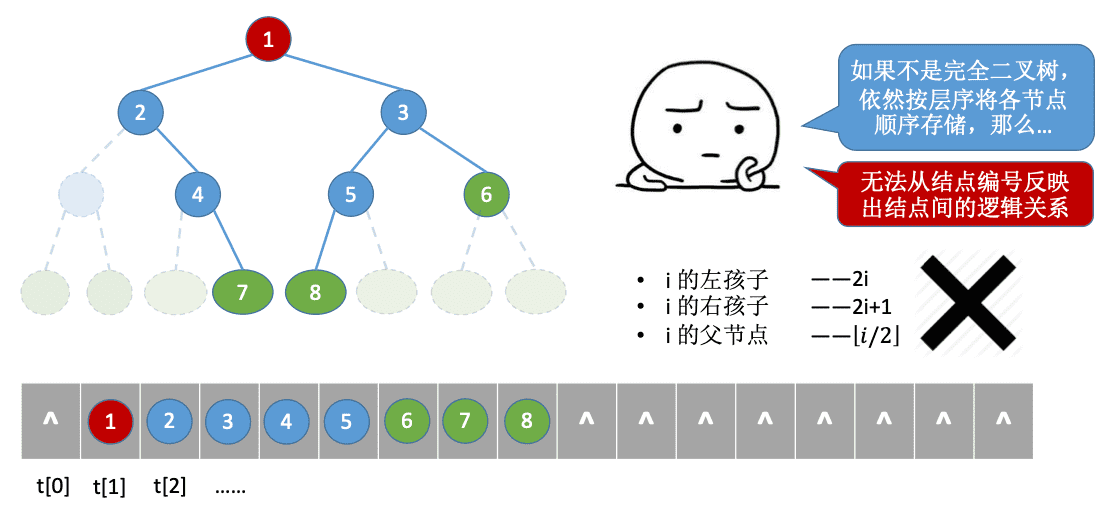 1
2
3
4
5
6
7
8
如果不是完全二叉树，
依然按层序将各节点
顺序存储，那么…
无法从结点编号反映
出结点间的逻辑关系
• i 的左孩子 ——2i
• i 的右孩子 ——2i+1
• i 的父节点 ——⌊i/2⌋
^ 1 2 3 4 5 6 7 8 ^ ^ ^ ^ ^ ^ ^ ^
t[0] t[1] t[2] ……